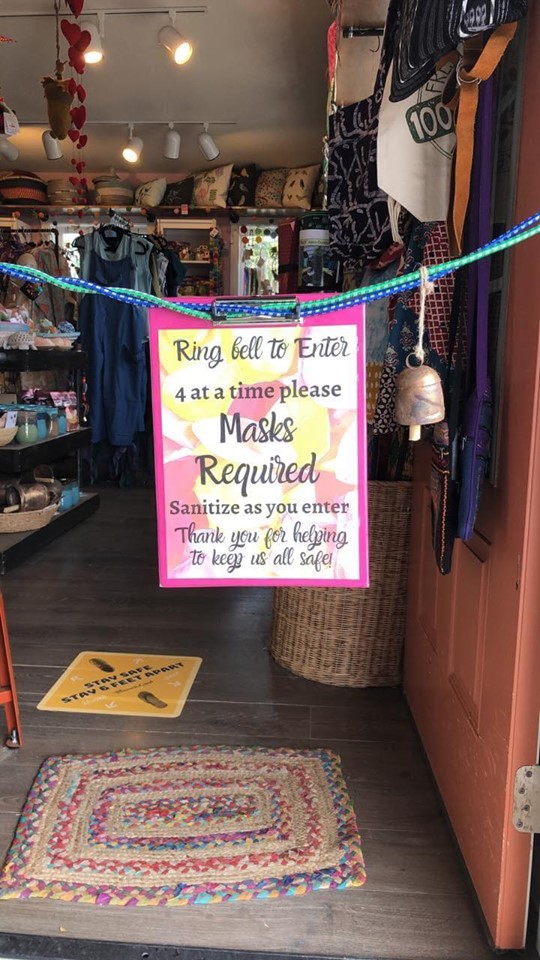 FREE
100
Ring bell to Enter
4 at a time please
Masks
Required
Sanitize as you enter
Thank you for helping
to keep us all safe!
STAY SAFE
STAY 6 FEET APART